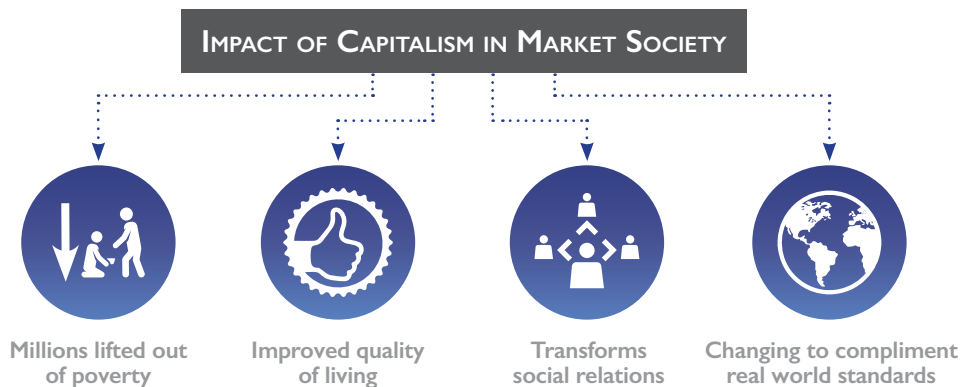 Impact of Capitalism in Market Society
Millions lifted out
of poverty
Improved quality
of living
Transforms
social relations
Changing to compliment
real world standards